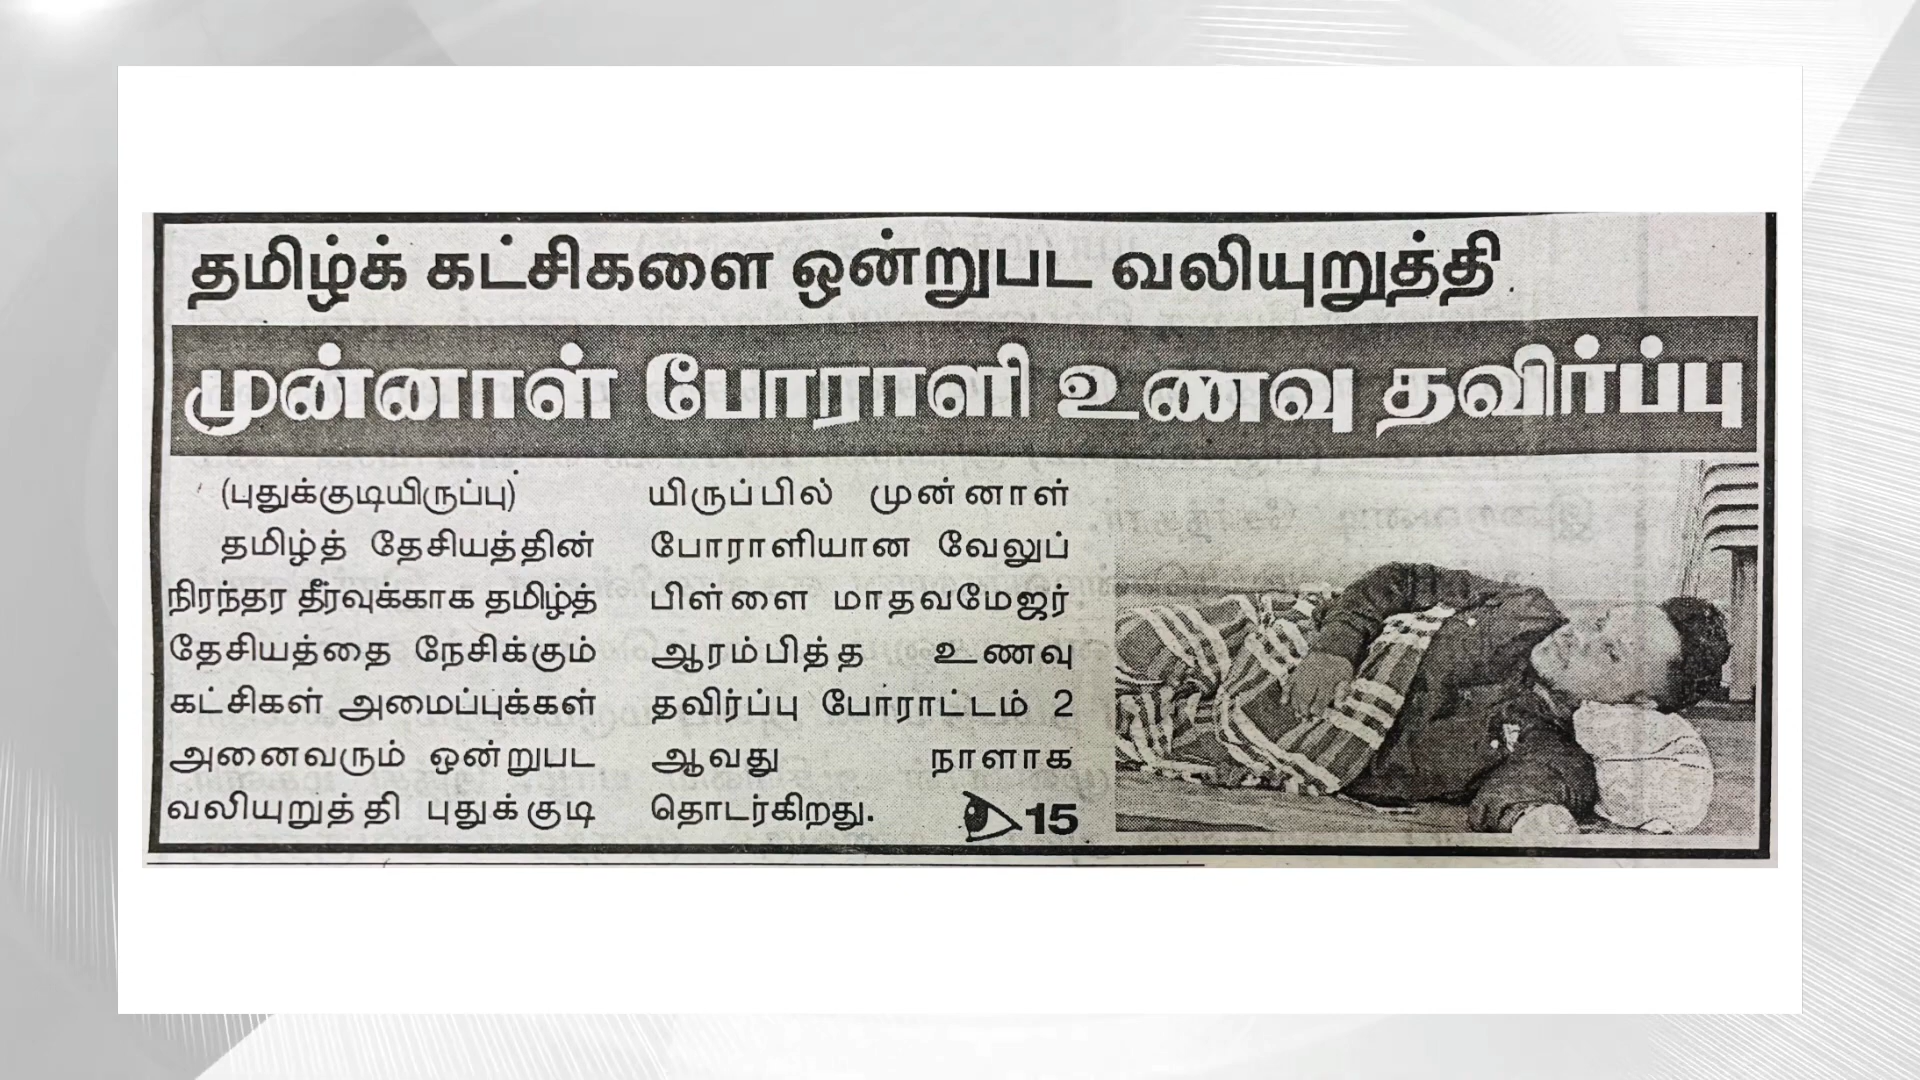 தமிழ்க் கட்சிகளை ஒன்றுபட வலியுறுத்தி
முன்னாள் போராளி உணவு தவிர்ப்பு
(புதுக்குடியிருப்பு)
தமிழ்த் தேசியத்தின்
நிரந்தர தீர்வுக்காக தமிழ்த்
தேசியத்தை நேசிக்கும்
கட்சிகள் அமைப்புக்கள்
அனைவரும் ஒன்றுபட
வலியுறுத்தி புதுக்குடி
யிருப்பில் முன்னாள்
போராளியான வேலுப்
பிள்ளை மாதவமேஜர்
ஆரம்பித்த உணவு
தவிர்ப்பு போராட்டம் 2
ஆவது நாளாக
தொடர்கிறது. 15